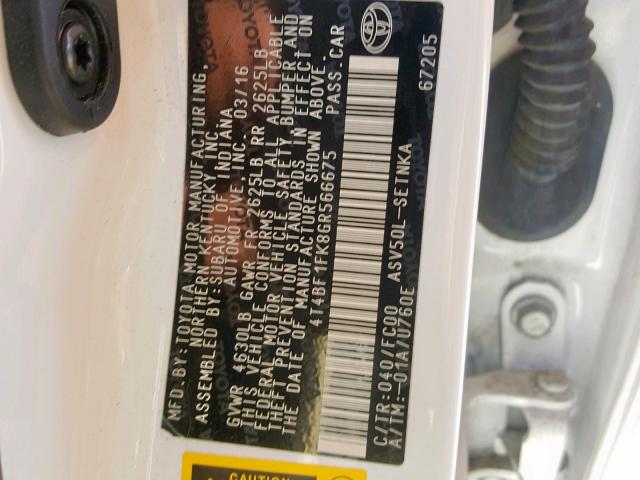 MFD.BY:TOYOTA MOTOR MANUFACTURING,
NORTHERN KENTUCKY INC.
ASSEMBLED BY:SUBARU OF INDIANA
AUTOMOTIVE,INC. 03/16
GVWR 4630LB GAWR FR 2625LB RR 2625LB
THIS VEHICLE CONFORMS TO ALL APPLICABLE
FEDERAL MOTOR VEHICLE SAFETY BUMPER AND
THEFT PREVENTION STANDARDS IN EFFECT ON
THE DATE OF MANUFACTURE SHOWN ABOVE.
4T4BF1FK8GR566675 PASS.CAR
C/TR:040/FC00 ASV50L-SETNKA
A/TM:-01A/U760E 67205
CAUTION